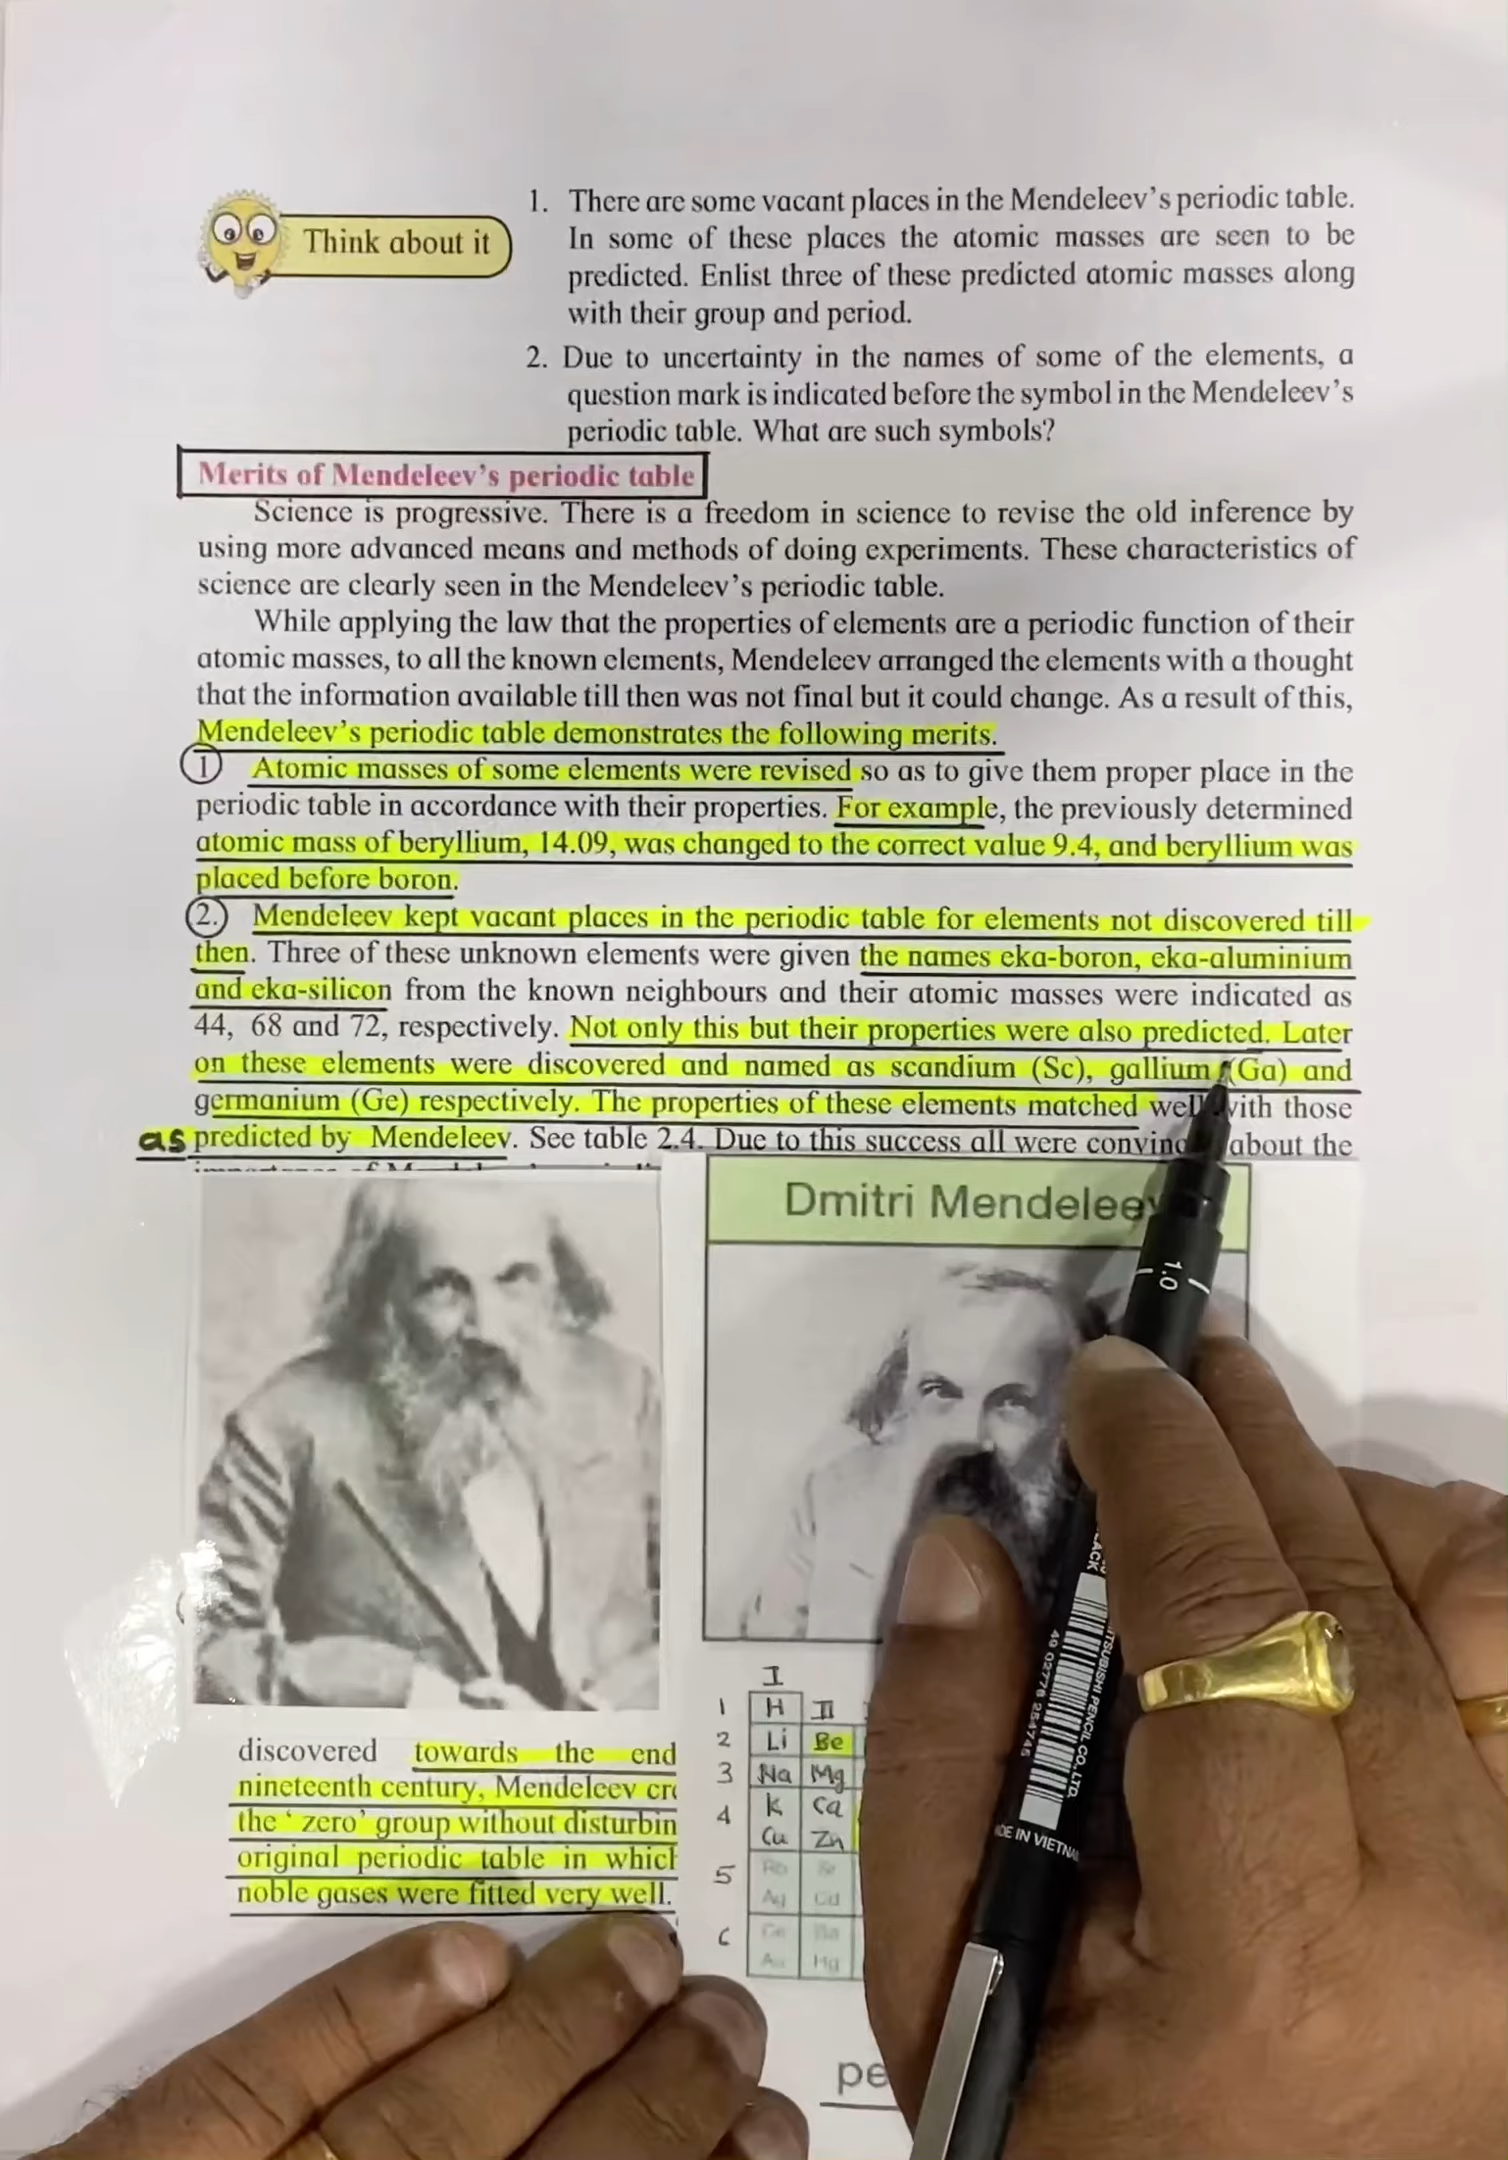 Think about it
1. There are some vacant places in the Mendeleev's periodic table.
In some of these places the atomic masses are seen to be
predicted. Enlist three of these predicted atomic masses along
with their group and period.
2. Due to uncertainty in the names of some of the elements, a
question mark is indicated before the symbol in the Mendeleev's
periodic table. What are such symbols?
Merits of Mendeleev's periodic table
Science is progressive. There is a freedom in science to revise the old inference by
using more advanced means and methods of doing experiments. These characteristics of
science are clearly seen in the Mendeleev's periodic table.
While applying the law that the properties of elements are a periodic function of their
atomic masses, to all the known elements, Mendeleev arranged the elements with a thought
that the information available till then was not final but it could change. As a result of this,
Mendeleev's periodic table demonstrates the following merits.
1 Atomic masses of some elements were revised so as to give them proper place in the
periodic table in accordance with their properties. For example, the previously determined
atomic mass of beryllium, 14.09, was changed to the correct value 9.4, and beryllium was
placed before boron.
2. Mendeleev kept vacant places in the periodic table for elements not discovered till
then. Three of these unknown elements were given the names eka-boron, eka-aluminium
and eka-silicon from the known neighbours and their atomic masses were indicated as
44, 68 and 72, respectively. Not only this but their properties were also predicted. Later
on these elements were discovered and named as scandium (Sc), gallium (Ga) and
germanium (Ge) respectively. The properties of these elements matched well with those
as predicted by Mendeleev. See table 2.4. Due to this success all were convinc about the
Dmitri Mendeleev
1.0
discovered towards the end
nineteenth century, Mendeleev cre
the ‘ zero’ group without disturbin
original periodic table in which
noble gases were fitted very well.
I
1 H II
2 Li Be
3 Na Mg
4 K Ca
Cu Zn
5 Rb Sr
Ag Cd
6 Cs Ba
Au Hg
pe
ITSUBISHI PENCIL CO., LTD.
DE IN VIETNA